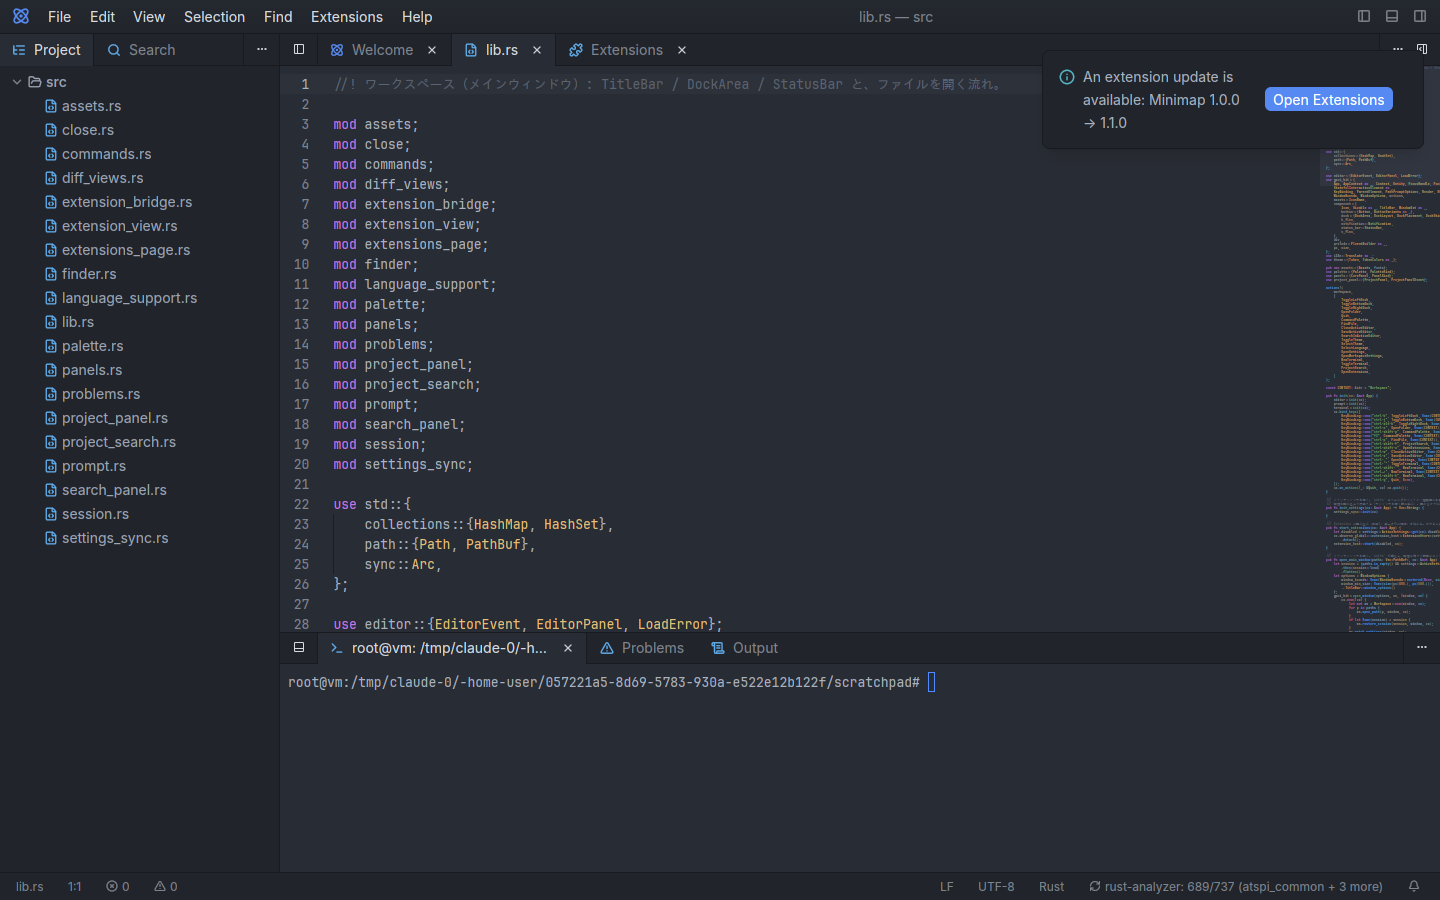 File Edit View Selection Find Extensions Help
lib.rs — src
Project
Search
Welcome
lib.rs
Extensions
src
assets.rs
close.rs
commands.rs
diff_views.rs
extension_bridge.rs
extension_view.rs
extensions_page.rs
finder.rs
language_support.rs
lib.rs
palette.rs
panels.rs
problems.rs
project_panel.rs
project_search.rs
prompt.rs
search_panel.rs
session.rs
settings_sync.rs
1 //! ワークスペース（メインウィンドウ）: TitleBar / DockArea / StatusBar と、ファイルを開く流れ。
2
3 mod assets;
4 mod close;
5 mod commands;
6 mod diff_views;
7 mod extension_bridge;
8 mod extension_view;
9 mod extensions_page;
10 mod finder;
11 mod language_support;
12 mod palette;
13 mod panels;
14 mod problems;
15 mod project_panel;
16 mod project_search;
17 mod prompt;
18 mod search_panel;
19 mod session;
20 mod settings_sync;
21
22 use std::{
23 collections::{HashMap, HashSet},
24 path::{Path, PathBuf},
25 sync::Arc,
26 };
27
28 use editor::{EditorEvent, EditorPanel, LoadError};
An extension update is
available: Minimap 1.0.0
→ 1.1.0
Open Extensions
root@vm: /tmp/claude-0/-h...
Problems
Output
root@vm:/tmp/claude-0/-home-user/057221a5-8d69-5783-930a-e522e12b122f/scratchpad#
lib.rs 1:1 0 0
LF UTF-8 Rust rust-analyzer: 689/737 (atspi_common + 3 more)